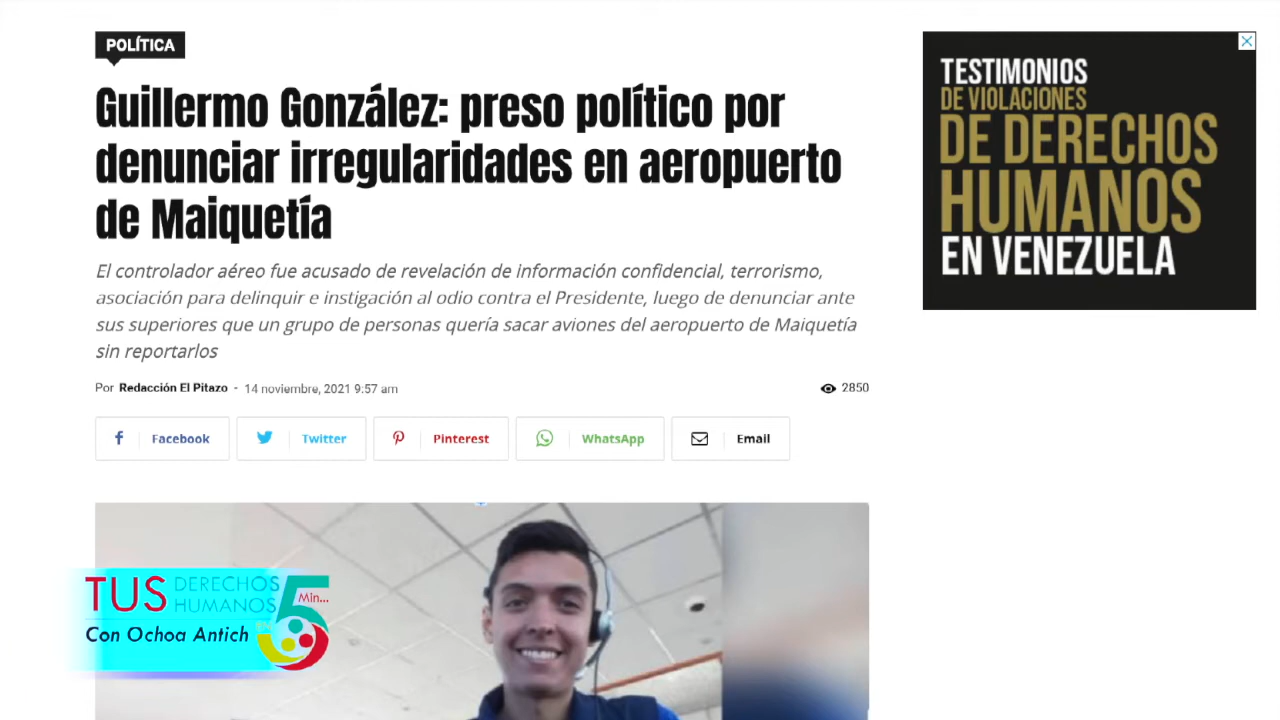 POLÍTICA
Guillermo González: preso político por
denunciar irregularidades en aeropuerto
de Maiquetía
El controlador aéreo fue acusado de revelación de información confidencial, terrorismo,
asociación para delinquir e instigación al odio contra el Presidente, luego de denunciar ante
sus superiores que un grupo de personas quería sacar aviones del aeropuerto de Maiquetía
sin reportarlos
Por Redacción El Pitazo - 14 noviembre, 2021 9:57 am
2850
Facebook
Twitter
Pinterest
WhatsApp
Email
TESTIMONIOS
DE VIOLACIONES
DE DERECHOS
HUMANOS
EN VENEZUELA
TUS DERECHOS
HUMANOS
EN 5 Min...
Con Ochoa Antich